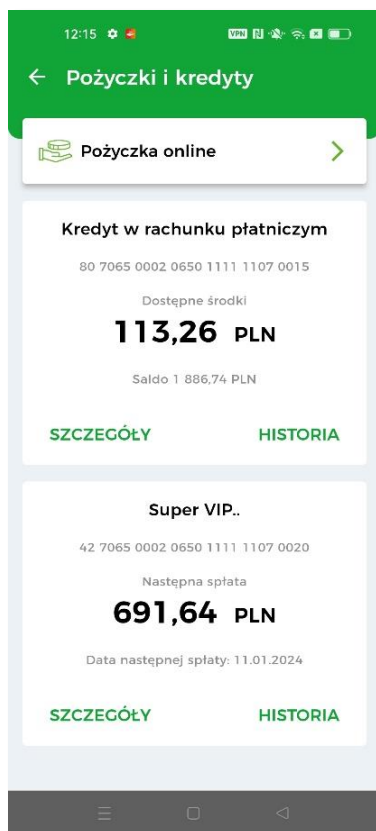 12:15
VPN
Pożyczki i kredyty
Pożyczka online
Kredyt w rachunku płatniczym
80 7065 0002 0650 1111 1107 0015
Dostępne środki
113,26 PLN
Saldo 1 886,74 PLN
SZCZEGÓŁY HISTORIA
Super VIP..
42 7065 0002 0650 1111 1107 0020
Następna spłata
691,64 PLN
Data następnej spłaty: 11.01.2024
SZCZEGÓŁY HISTORIA